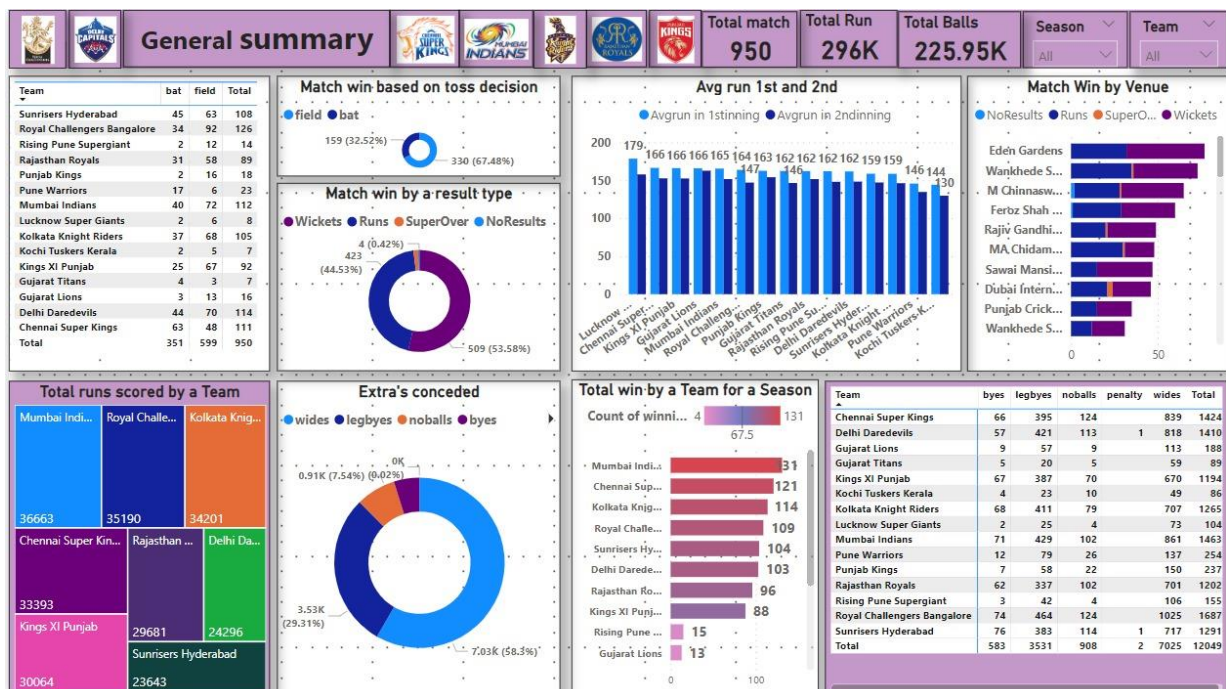 General summary
DELHI CAPITALS
CHENNAI SUPER KINGS
MUMBAI INDIANS
Knight Riders
RAJASTHAN ROYALS
KINGS
Total match
950
Total Run
296K
Total Balls
225.95K
Season
All
Team
All
Team bat field Total
Sunrisers Hyderabad 45 63 108
Royal Challengers Bangalore 34 92 126
Rising Pune Supergiant 2 12 14
Rajasthan Royals 31 58 89
Punjab Kings 2 16 18
Pune Warriors 17 6 23
Mumbai Indians 40 72 112
Lucknow Super Giants 2 6 8
Kolkata Knight Riders 37 68 105
Kochi Tuskers Kerala 2 5 7
Kings XI Punjab 25 67 92
Gujarat Titans 4 3 7
Gujarat Lions 3 13 16
Delhi Daredevils 44 70 114
Chennai Super Kings 63 48 111
Total 351 599 950
Match win based on toss decision
field bat
159 (32.52%)
330 (67.48%)
Match win by a result type
Wickets Runs SuperOver NoResults
4 (0.42%)
423
(44.53%)
509 (53.58%)
Avg run 1st and 2nd
Avgrun in 1stinning Avgrun in 2ndinning
200
150
100
50
0
179 166 166 166 165 164 163 162 162 162 162 159 159 146 144
147 146 130
Lucknow ...
Chennai Super...
Kings XI Punjab
Gujarat Lions
Mumbai Indians
Royal Challeng...
Punjab Kings
Gujarat Titans
Rajasthan Royals
Rising Pune Su...
Delhi Daredevils
Sunrisers Hyder...
Kolkata Knight ...
Pune Warriors
Kochi Tuskers K...
Match Win by Venue
NoResults Runs SuperO... Wickets
Eden Gardens
Wankhede S...
M Chinnasw...
Feroz Shah ...
Rajiv Gandhi...
MA Chidam...
Sawai Mansi...
Dubai Intern...
Punjab Crick...
Wankhede S...
0 50
Total runs scored by a Team
Mumbai Indi...
36663
Royal Challe...
35190
Kolkata Knig...
34201
Chennai Super Kin...
33393
Rajasthan ...
29681
Delhi Da...
24296
Kings XI Punjab
30064
Sunrisers Hyderabad
23643
Extra's conceded
wides legbyes noballs byes
0K
(0.02%)
0.91K (7.54%)
3.53K
(29.31%)
7.03K (58.3%)
Total win by a Team for a Season
Count of winni... 4 131
67.5
Mumbai Indi... 131
Chennai Sup... 121
Kolkata Knig... 114
Royal Challe... 109
Sunrisers Hy... 104
Delhi Darede... 103
Rajasthan Ro... 96
Kings XI Punj... 88
Rising Pune ... 15
Gujarat Lions 13
0 100
Team byes legbyes noballs penalty wides Total
Chennai Super Kings 66 395 124 839 1424
Delhi Daredevils 57 421 113 1 818 1410
Gujarat Lions 9 57 9 113 188
Gujarat Titans 5 20 5 59 89
Kings XI Punjab 67 387 70 670 1194
Kochi Tuskers Kerala 4 23 10 49 86
Kolkata Knight Riders 68 411 79 707 1265
Lucknow Super Giants 2 25 4 73 104
Mumbai Indians 71 429 102 861 1463
Pune Warriors 12 79 26 137 254
Punjab Kings 7 58 22 150 237
Rajasthan Royals 62 337 102 701 1202
Rising Pune Supergiant 3 42 4 106 155
Royal Challengers Bangalore 74 464 124 1025 1687
Sunrisers Hyderabad 76 383 114 1 717 1291
Total 583 3531 908 2 7025 12049